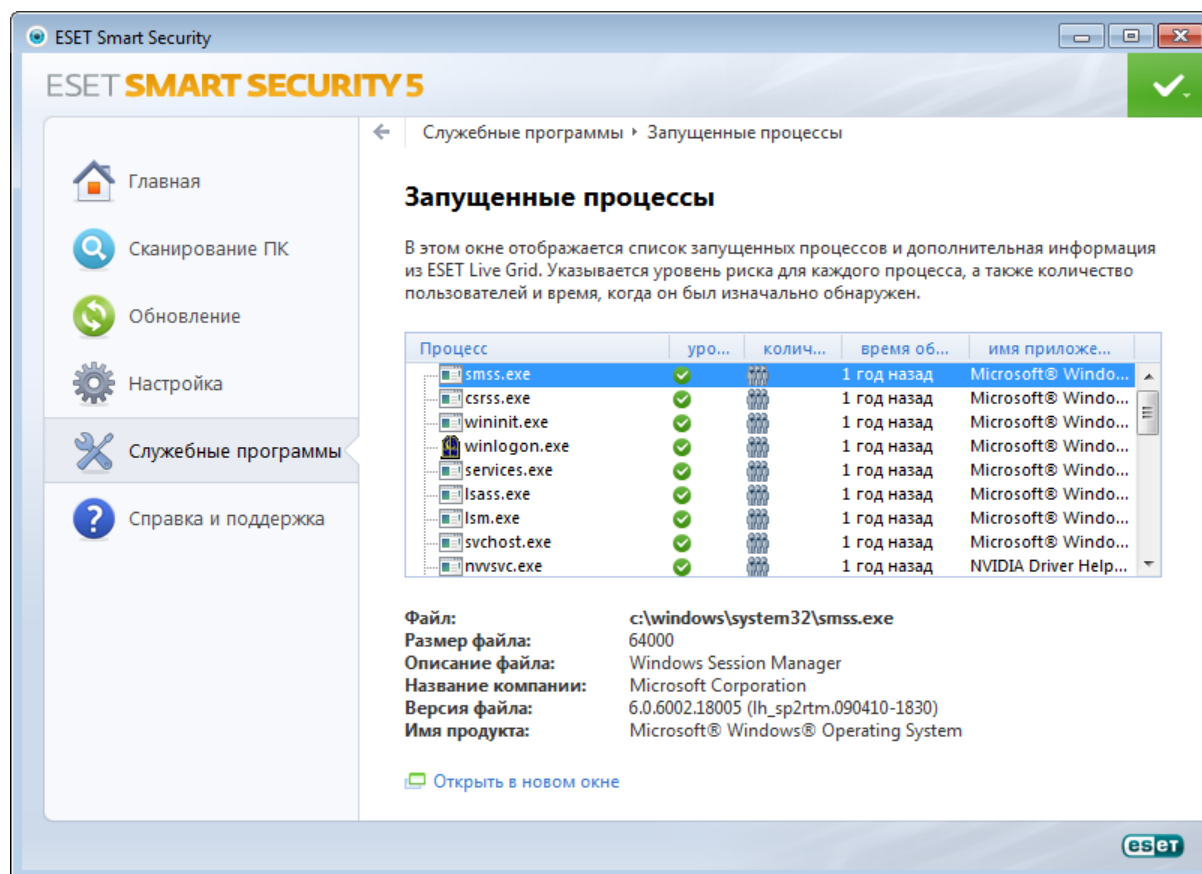 ESET Smart Security
ESET SMART SECURITY 5
Служебные программы ‣ Запущенные процессы
Главная
Сканирование ПК
Обновление
Настройка
Служебные программы
Справка и поддержка
Запущенные процессы
В этом окне отображается список запущенных процессов и дополнительная информация
из ESET Live Grid. Указывается уровень риска для каждого процесса, а также количество
пользователей и время, когда он был изначально обнаружен.
Процесс уро... колич... время об... имя приложе...
smss.exe 1 год назад Microsoft® Windo...
csrss.exe 1 год назад Microsoft® Windo...
wininit.exe 1 год назад Microsoft® Windo...
winlogon.exe 1 год назад Microsoft® Windo...
services.exe 1 год назад Microsoft® Windo...
lsass.exe 1 год назад Microsoft® Windo...
lsm.exe 1 год назад Microsoft® Windo...
svchost.exe 1 год назад Microsoft® Windo...
nvvsvc.exe 1 год назад NVIDIA Driver Help...
Файл: c:\windows\system32\smss.exe
Размер файла: 64000
Описание файла: Windows Session Manager
Название компании: Microsoft Corporation
Версия файла: 6.0.6002.18005 (lh_sp2rtm.090410-1830)
Имя продукта: Microsoft® Windows® Operating System
Открыть в новом окне
eset